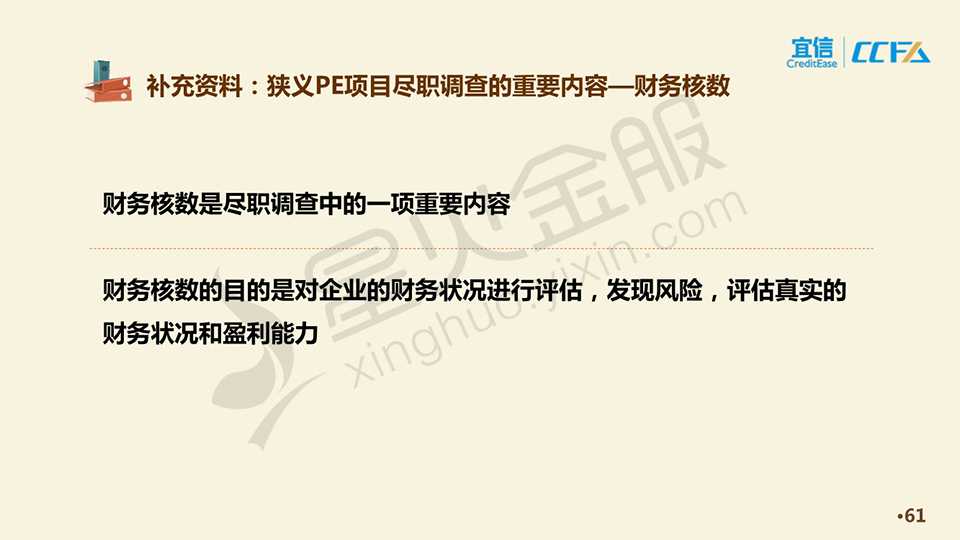 宜信
CreditEase
CCFA
补充资料：狭义PE项目尽职调查的重要内容—财务核数
财务核数是尽职调查中的一项重要内容
财务核数的目的是对企业的财务状况进行评估，发现风险，评估真实的
财务状况和盈利能力
星火金服
xinghuo.yixin.com
•61